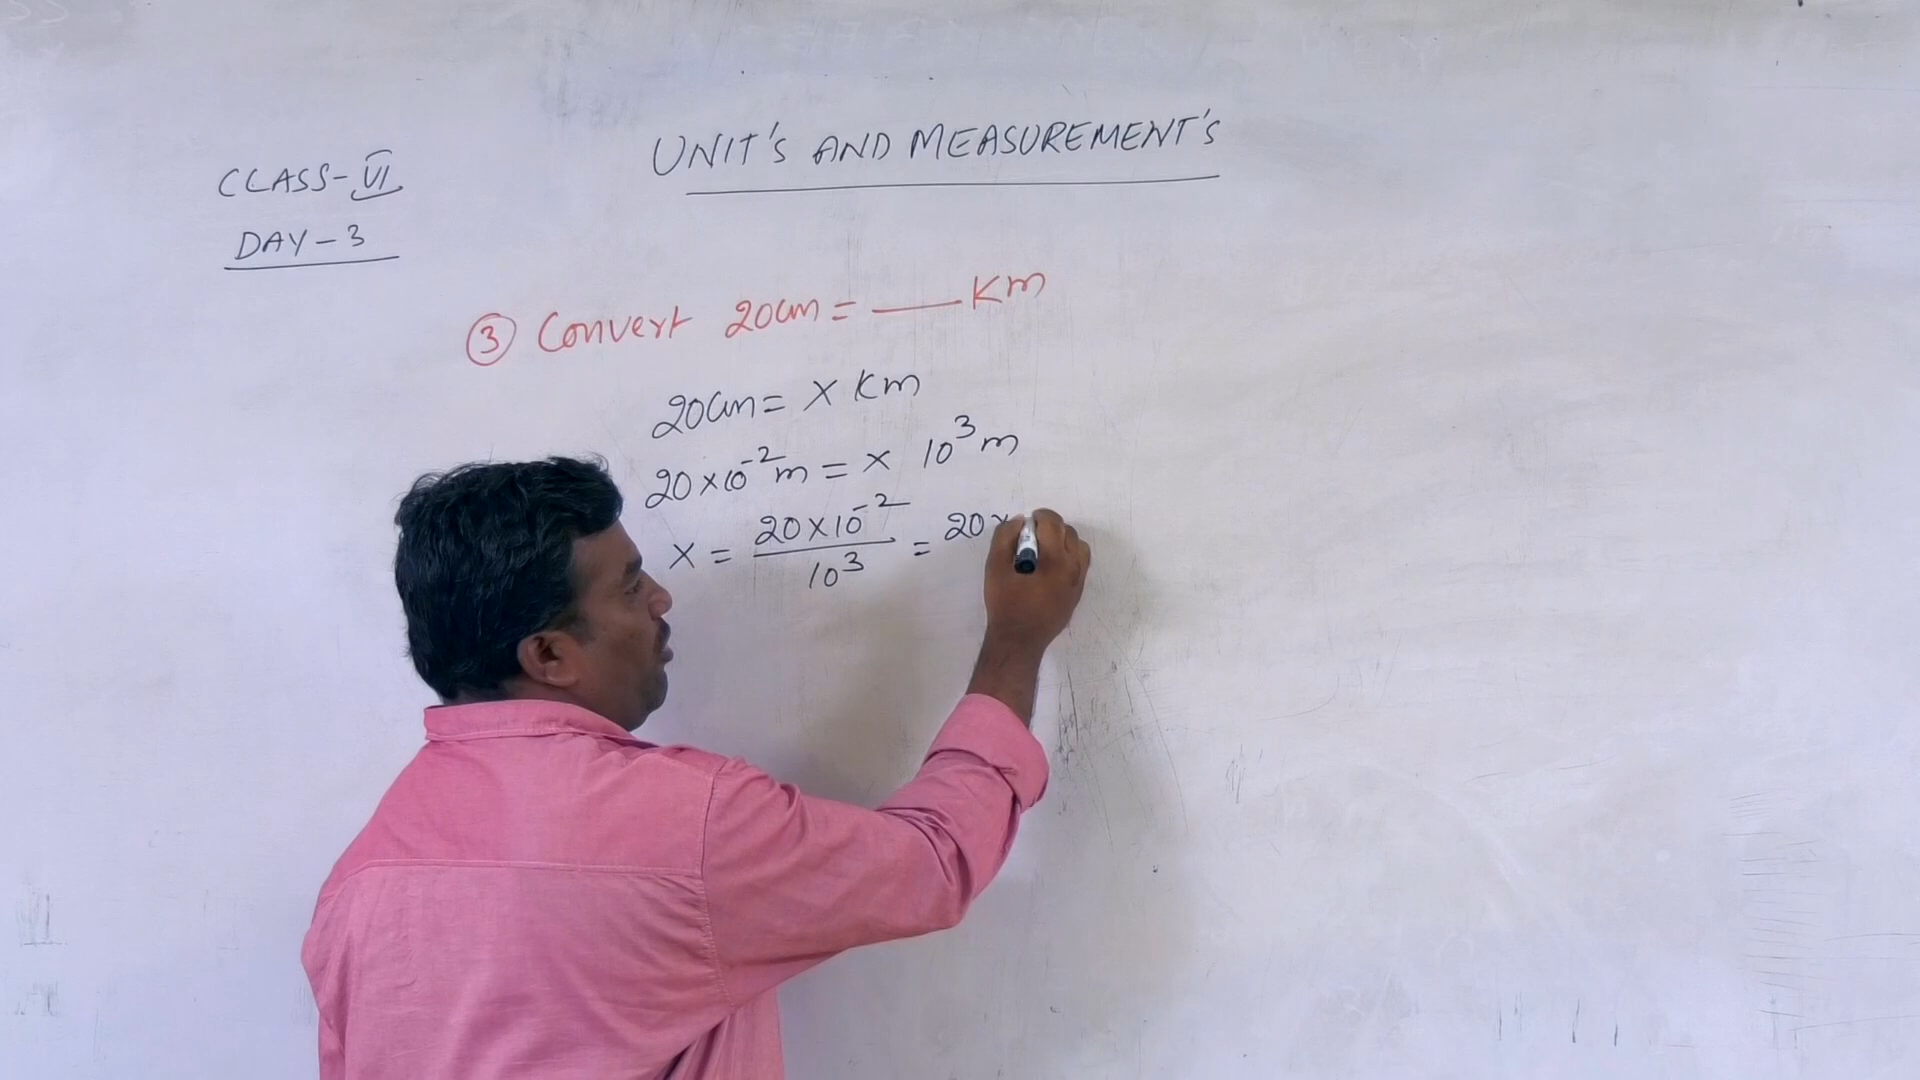 UNIT'S AND MEASUREMENT'S
CLASS-VI
DAY-3
③ Convert 20cm = ___ Km
20cm = x Km
20×10⁻²m = x 10³m
x = 20×10⁻²/10³ = 20×